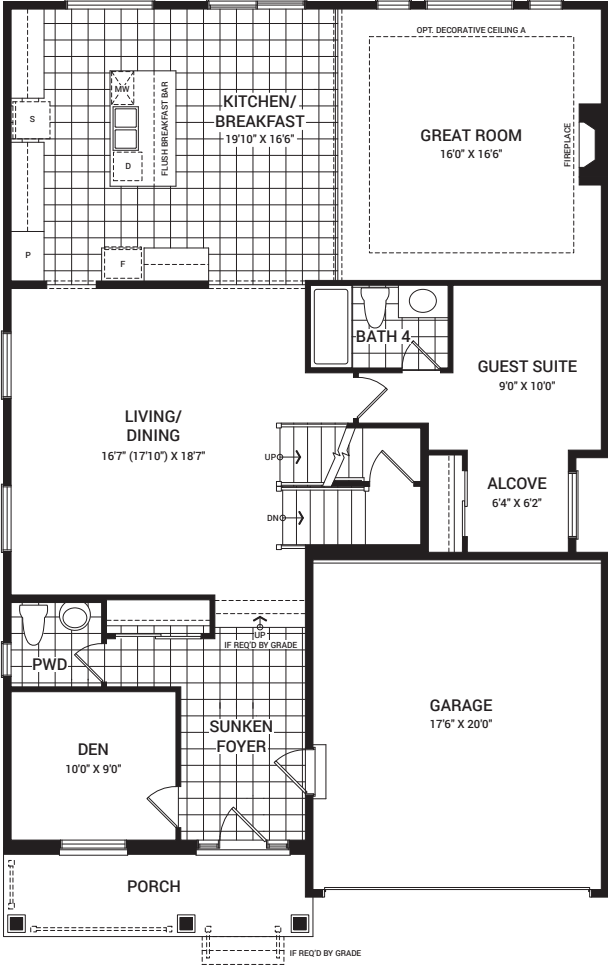 OPT. DECORATIVE CEILING A
MW
S
FLUSH BREAKFAST BAR
KITCHEN/
BREAKFAST
19'10" X 16'6"
GREAT ROOM
16'0" X 16'6"
FIREPLACE
D
P
F
BATH 4
GUEST SUITE
9'0" X 10'0"
LIVING/
DINING
16'7" (17'10") X 18'7"
UP
ALCOVE
6'4" X 6'2"
DN
UP
IF REQ'D BY GRADE
PWD
GARAGE
17'6" X 20'0"
SUNKEN
FOYER
DEN
10'0" X 9'0"
PORCH
IF REQ'D BY GRADE